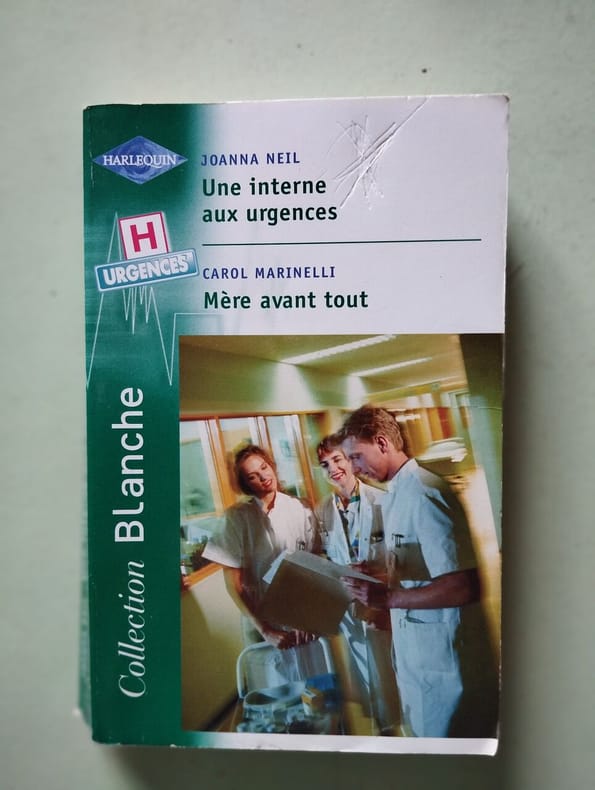 HARLEQUIN
JOANNA NEIL
Une interne
aux urgences
H
URGENCES
CAROL MARINELLI
Mère avant tout
Collection Blanche